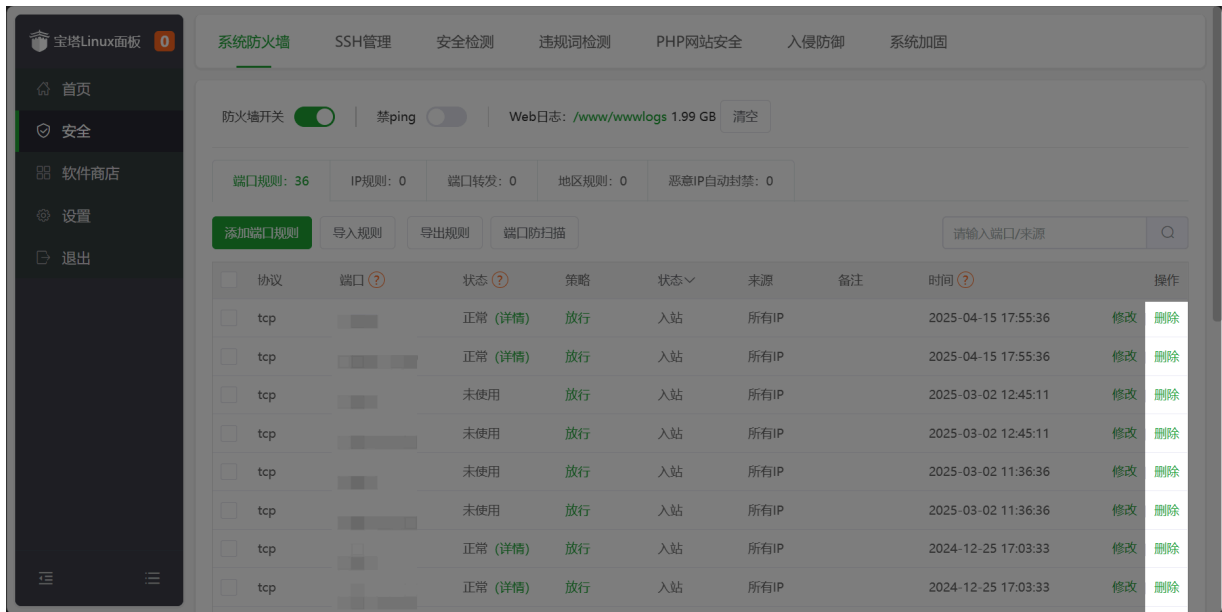 宝塔Linux面板 0
首页
安全
软件商店
设置
退出
系统防火墙 SSH管理 安全检测 违规词检测 PHP网站安全 入侵防御 系统加固
防火墙开关 禁ping Web日志：/www/wwwlogs 1.99 GB 清空
端口规则：36 IP规则：0 端口转发：0 地区规则：0 恶意IP自动封禁：0
添加端口规则 导入规则 导出规则 端口防扫描 请输入端口/来源
协议 端口 ? 状态 ? 策略 状态 来源 备注 时间 ? 操作
tcp 正常 (详情) 放行 入站 所有IP 2025-04-15 17:55:36 修改 删除
tcp 正常 (详情) 放行 入站 所有IP 2025-04-15 17:55:36 修改 删除
tcp 未使用 放行 入站 所有IP 2025-03-02 12:45:11 修改 删除
tcp 未使用 放行 入站 所有IP 2025-03-02 12:45:11 修改 删除
tcp 未使用 放行 入站 所有IP 2025-03-02 11:36:36 修改 删除
tcp 未使用 放行 入站 所有IP 2025-03-02 11:36:36 修改 删除
tcp 正常 (详情) 放行 入站 所有IP 2024-12-25 17:03:33 修改 删除
tcp 正常 (详情) 放行 入站 所有IP 2024-12-25 17:03:33 修改 删除